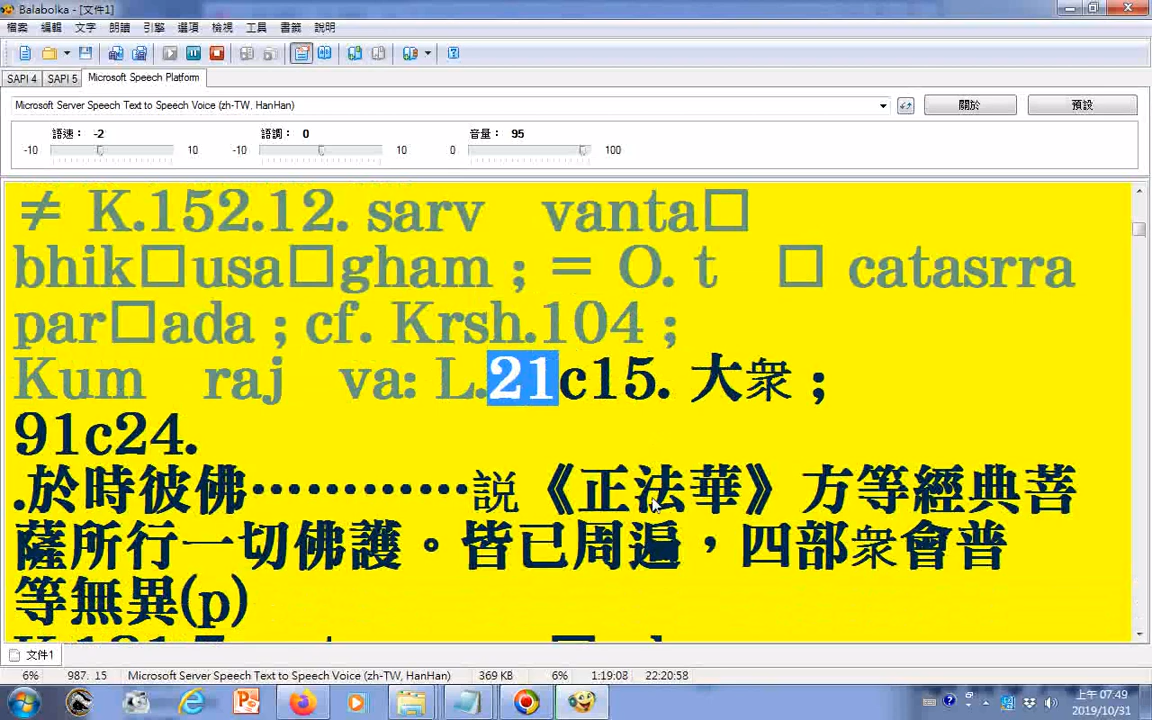 Balabolka - [文件1]
檔案 編輯 文字 朗讀 引擎 選項 檢視 工具 書籤 說明
SAPI 4 SAPI 5 Microsoft Speech Platform
Microsoft Server Speech Text to Speech Voice (zh-TW, HanHan) 關於 預設
語速： -2 語調： 0 音量： 95
-10 10 -10 10 0 100
≠ K.152.12. sarv vanta□
bhik□usa□gham ; = O. t □ catasrra
par□ada ; cf. Krsh.104 ;
Kum raj va: L.21c15. 大衆 ;
91c24.
.於時彼佛…………説《正法華》方等經典菩
薩所行一切佛護。皆已周遍，四部衆會普
等無異(p)
文件1
6% 987. 15 Microsoft Server Speech Text to Speech Voice (zh-TW, HanHan) 369 KB 6% 1:19:08 22:20:58
上午 07:49
2019/10/31